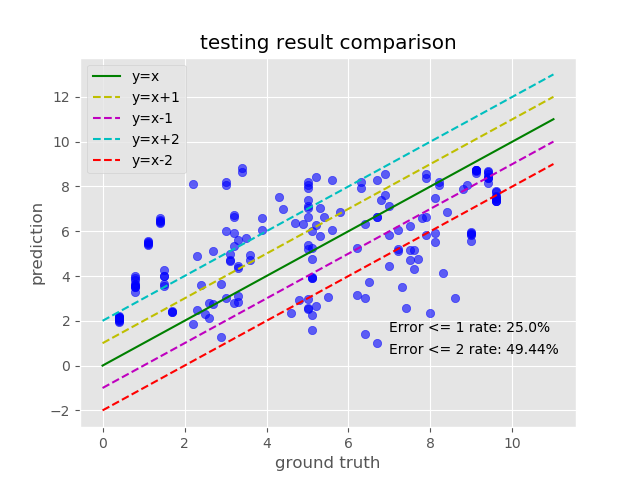 testing result comparison
y=x
y=x+1
y=x-1
y=x+2
y=x-2
12
10
8
6
4
2
0
−2
prediction
Error <= 1 rate: 25.0%
Error <= 2 rate: 49.44%
0 2 4 6 8 10
ground truth